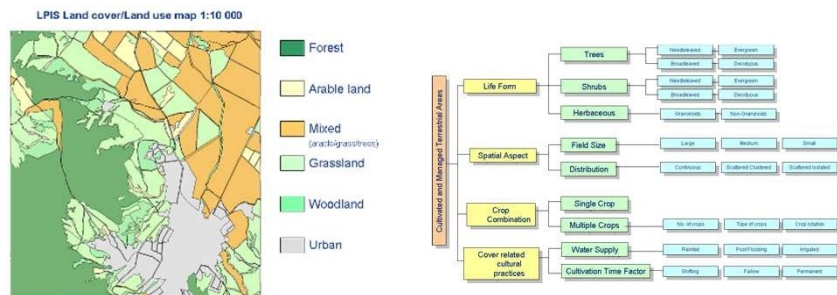 LPIS Land cover/Land use map 1:10 000
Forest
Arable land
Mixed
(arable/grass/trees)
Grassland
Woodland
Urban
Cultivated and Managed Terrestrial Areas
Life Form
Trees
Needleleaved
Evergreen
Broadleaved
Deciduous
Shrubs
Needleleaved
Evergreen
Broadleaved
Deciduous
Herbaceous
Graminoids
Non-Graminoids
Spatial Aspect
Field Size
Large
Medium
Small
Distribution
Continuous
Scattered Clustered
Scattered Isolated
Crop
Combination
Single Crop
Multiple Crops
No. of crops
Type of crops
Crop rotation
Cover related
cultural
practices
Water Supply
Rainfed
Post Flooding
Irrigated
Cultivation Time Factor
Shifting
Fallow
Permanent